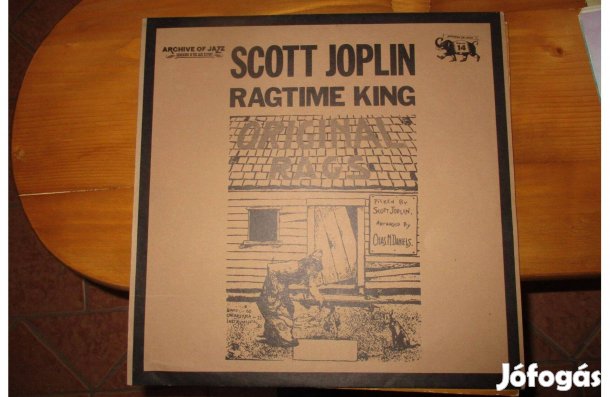 ARCHIVE OF JAZZ
14
SCOTT JOPLIN
RAGTIME KING
ORIGINAL
RAGS
PICKED BY
SCOTT JOPLIN.
ARRANGED BY
CHAS. N. DANIELS.
Jófogás